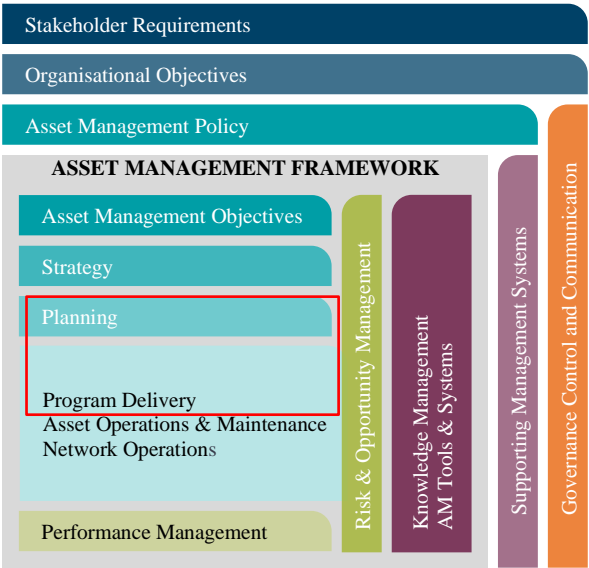 Stakeholder Requirements
Organisational Objectives
Asset Management Policy
ASSET MANAGEMENT FRAMEWORK
Asset Management Objectives
Strategy
Planning
Program Delivery
Asset Operations & Maintenance
Network Operations
Performance Management
Risk & Opportunity Management
Knowledge Management
AM Tools & Systems
Supporting Management Systems
Governance Control and Communication